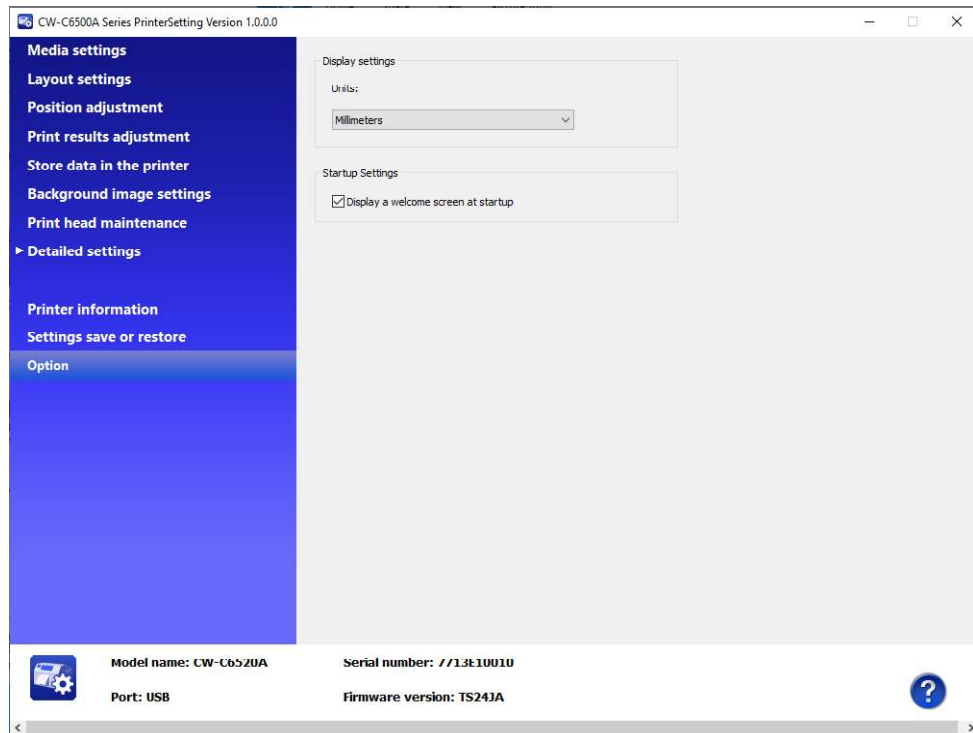 CW-C6500A Series PrinterSetting Version 1.0.0.0
Media settings
Layout settings
Position adjustment
Print results adjustment
Store data in the printer
Background image settings
Print head maintenance
Detailed settings
Printer information
Settings save or restore
Option
Display settings
Units:
Millimeters
Startup Settings
Display a welcome screen at startup
Model name: CW-C6520A
Serial number: 7713E10010
Port: USB
Firmware version: TS24JA
?